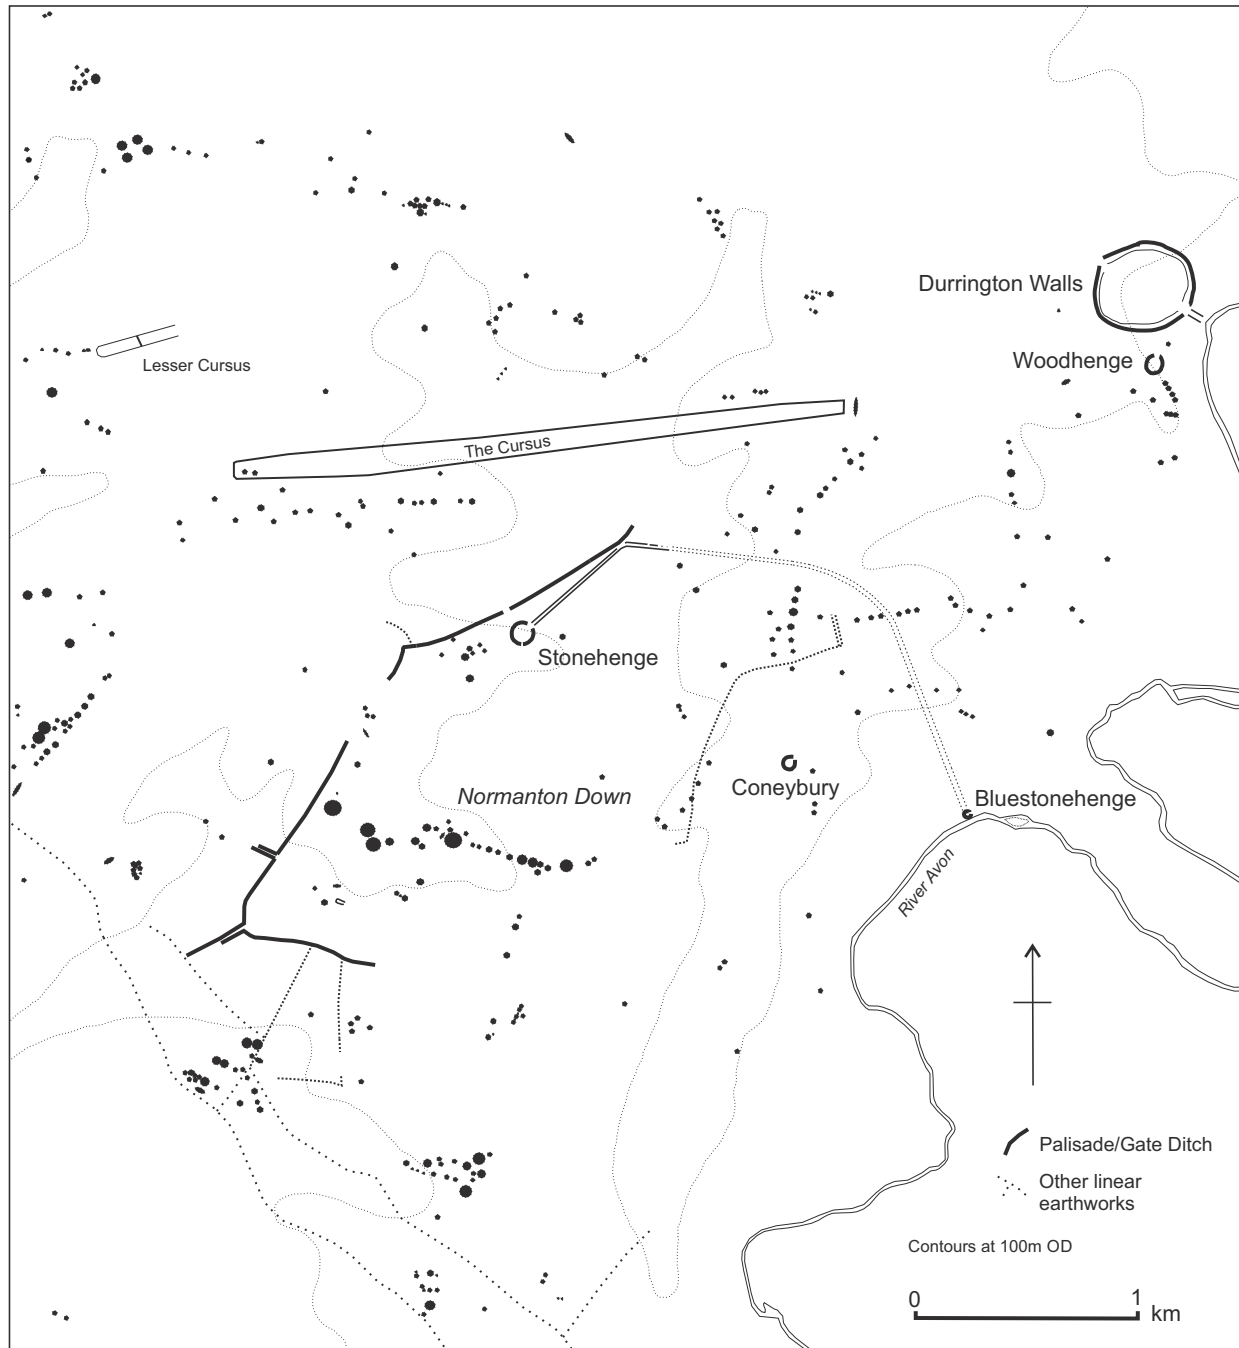 Durrington Walls
Woodhenge
Lesser Cursus
The Cursus
Stonehenge
Normanton Down
Coneybury
Bluestonehenge
River Avon
Palisade/Gate Ditch
Other linear
earthworks
Contours at 100m OD
0 1
km